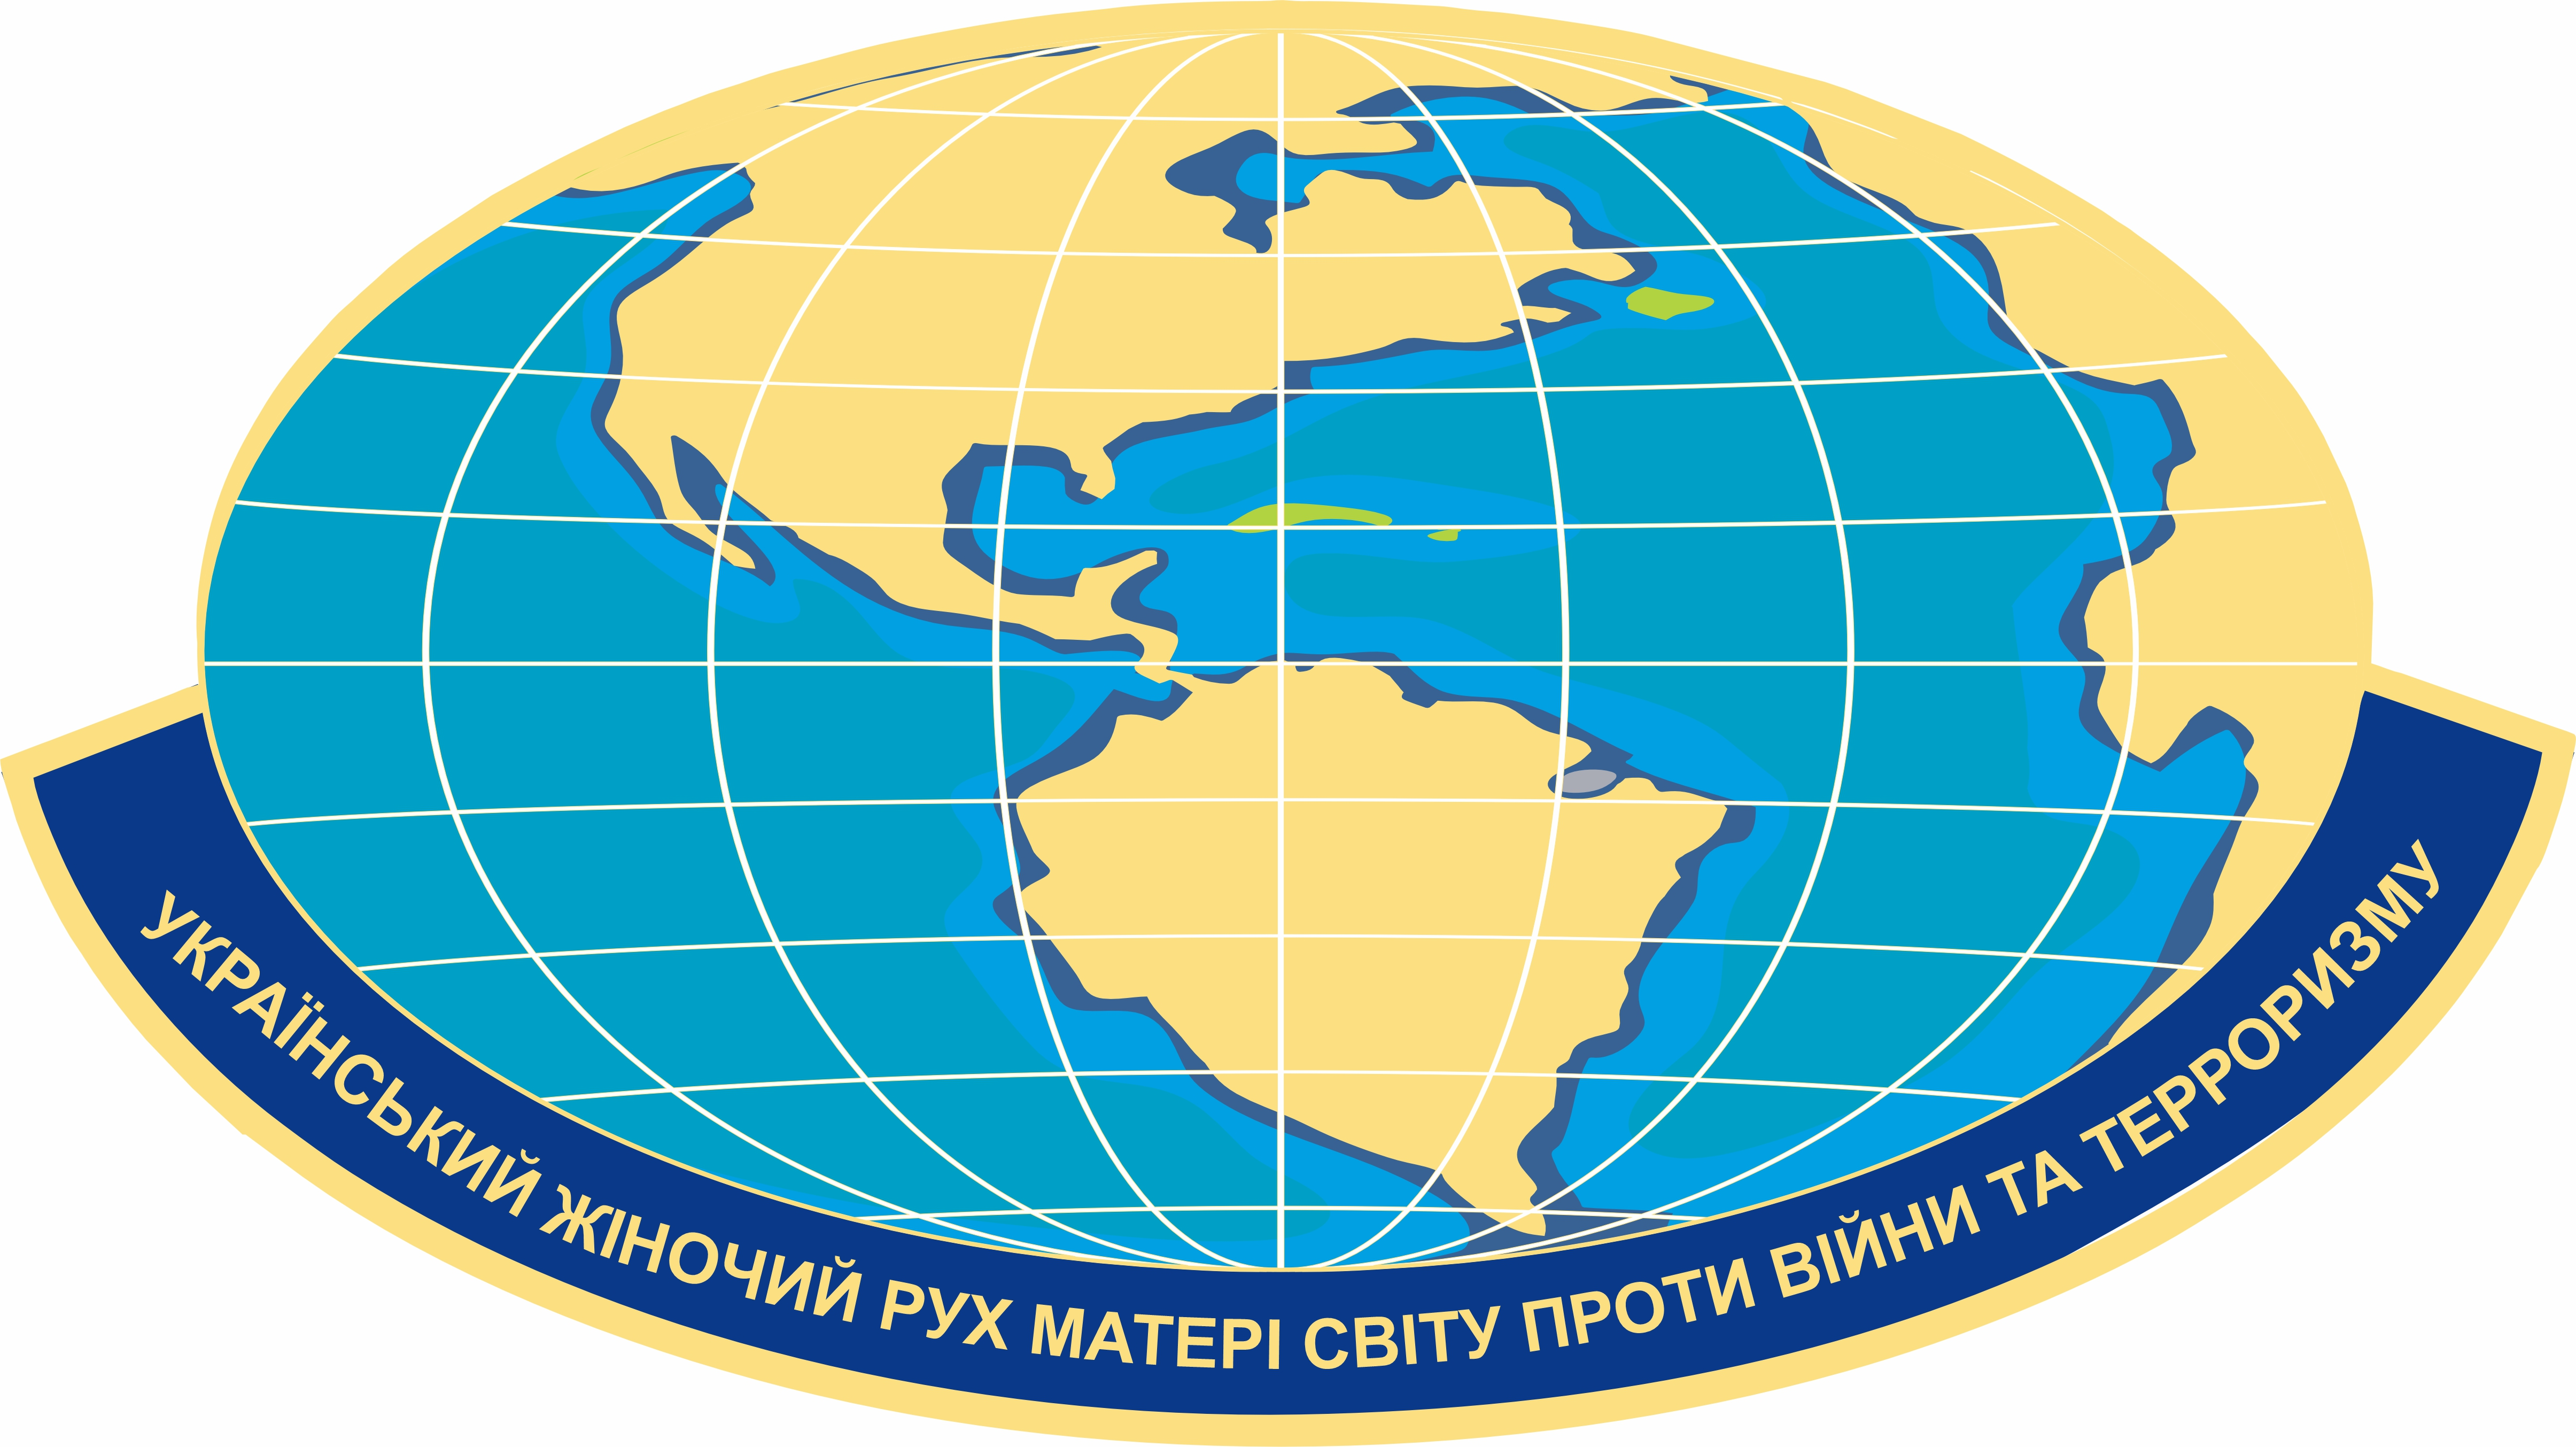 УКРАЇНСЬКИЙ ЖІНОЧИЙ РУХ МАТЕРІ СВІТУ ПРОТИ ВІЙНИ ТА ТЕРРОРИЗМУ